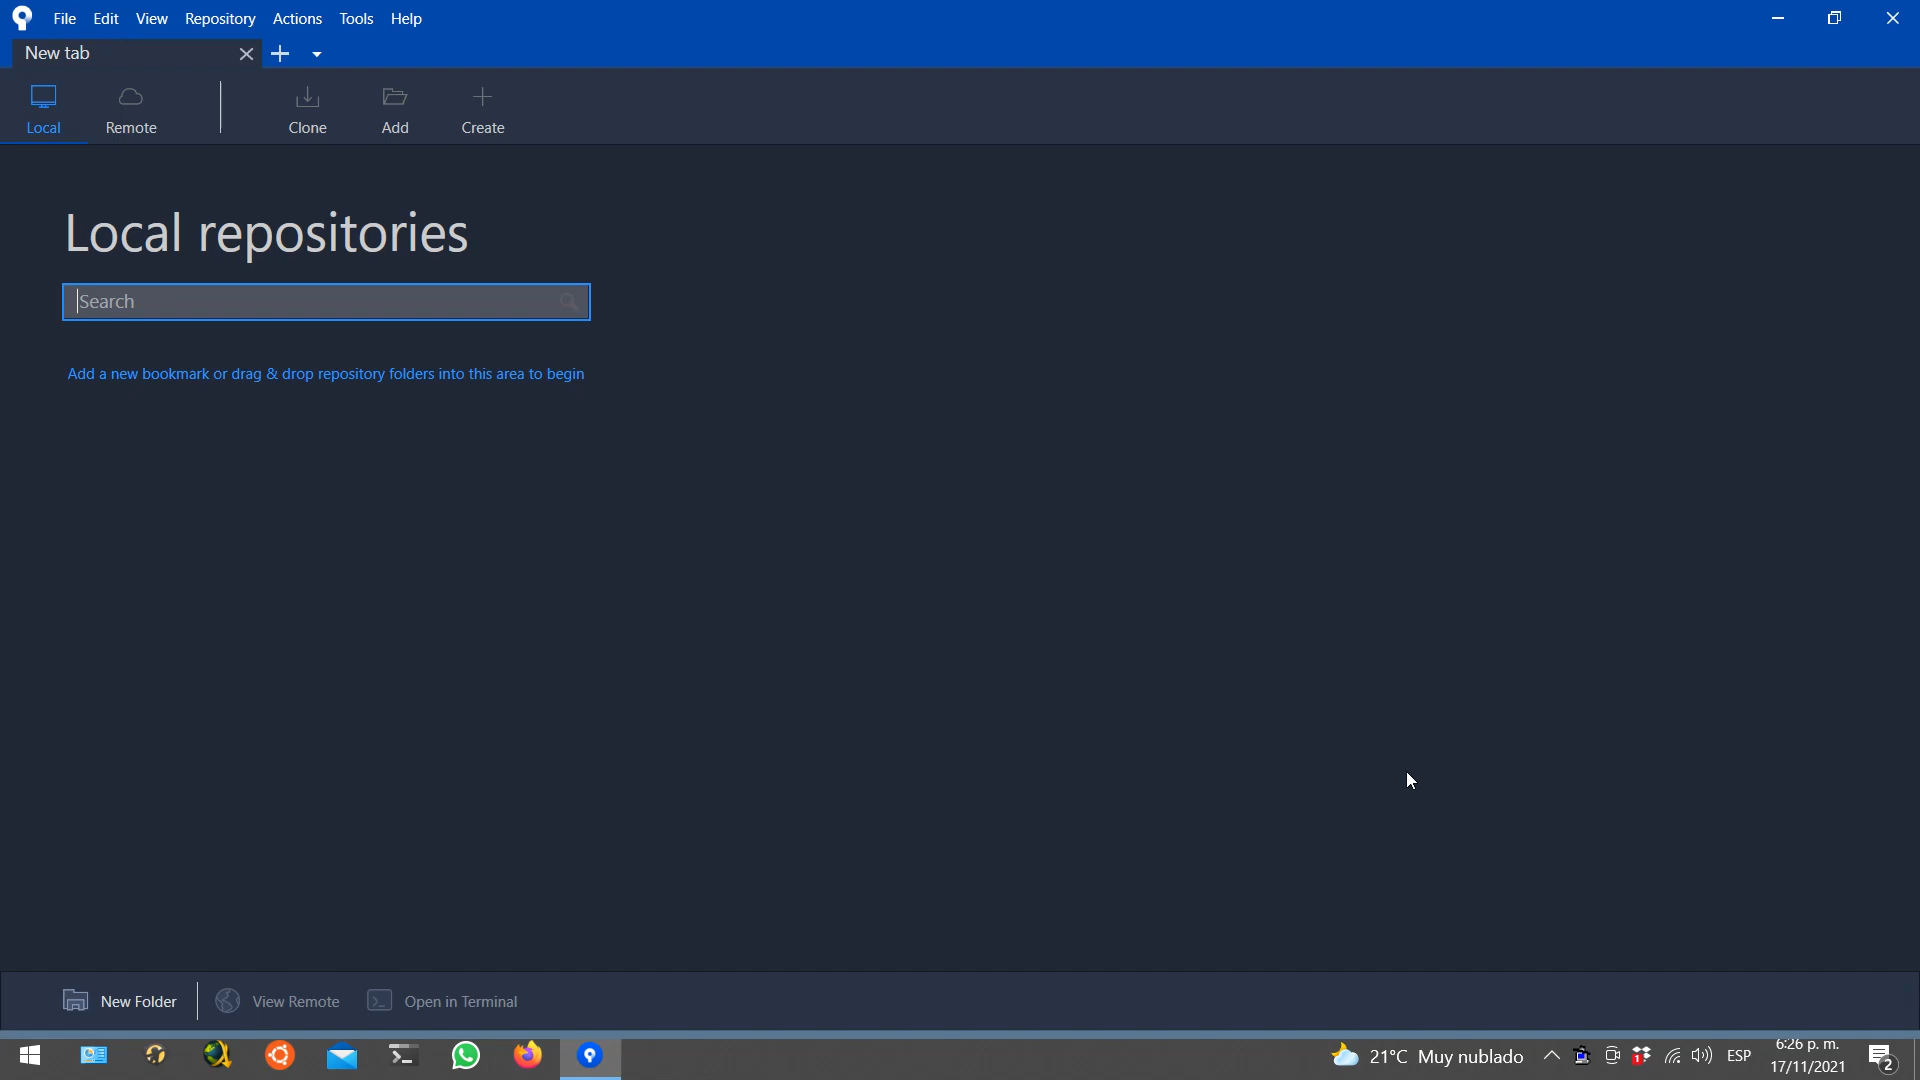 File Edit View Repository Actions Tools Help
New tab
Local Remote Clone Add Create
Local repositories
Search
Add a new bookmark or drag & drop repository folders into this area to begin
New Folder View Remote Open in Terminal
21°C Muy nublado 1 ESP 6:26 p. m.
17/11/2021 2